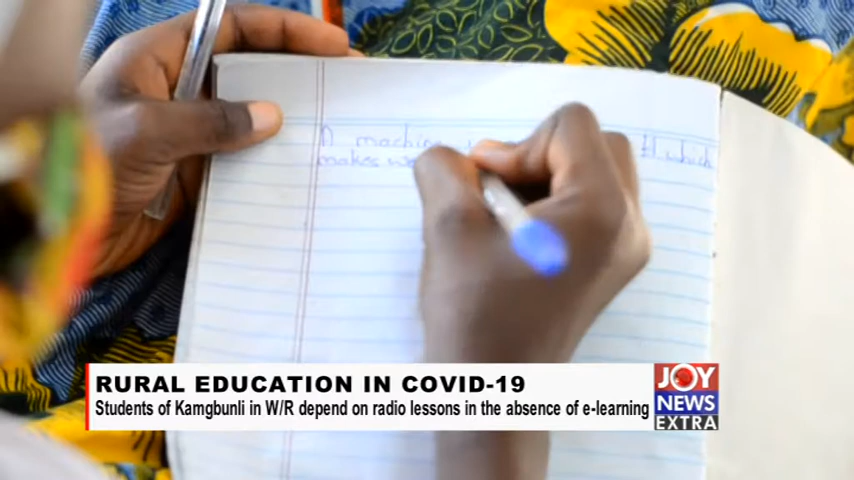 A machine which
makes
RURAL EDUCATION IN COVID-19
Students of Kamgbunli in W/R depend on radio lessons in the absence of e-learning
JOY
NEWS
EXTRA